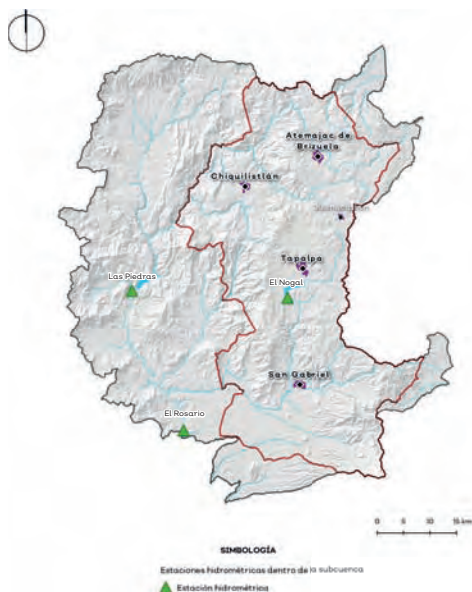 Atemajac de
Brizuela
Chiquilistlán
Tapalpa
Las Piedras
El Nogal
San Gabriel
El Rosario
0 5 10 15 km
SIMBOLOGÍA
Estaciones hidrométricas dentro de la subcuenca
Estación hidrométrica